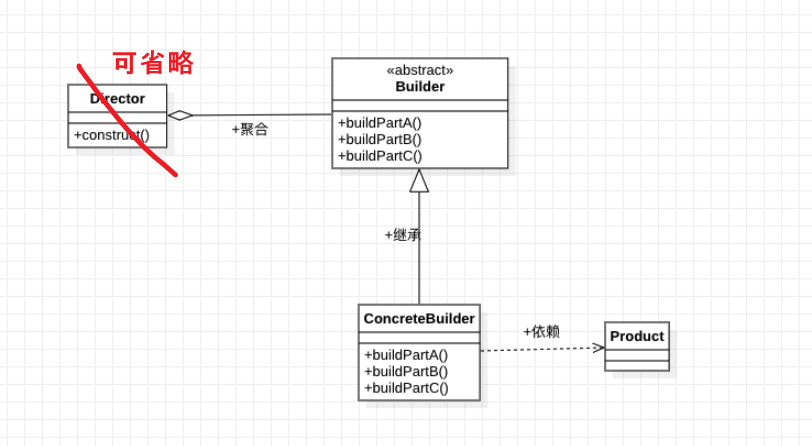 可省略
Director
+construct()
+聚合
«abstract»
Builder
+buildPartA()
+buildPartB()
+buildPartC()
+继承
ConcreteBuilder
+buildPartA()
+buildPartB()
+buildPartC()
+依赖
Product